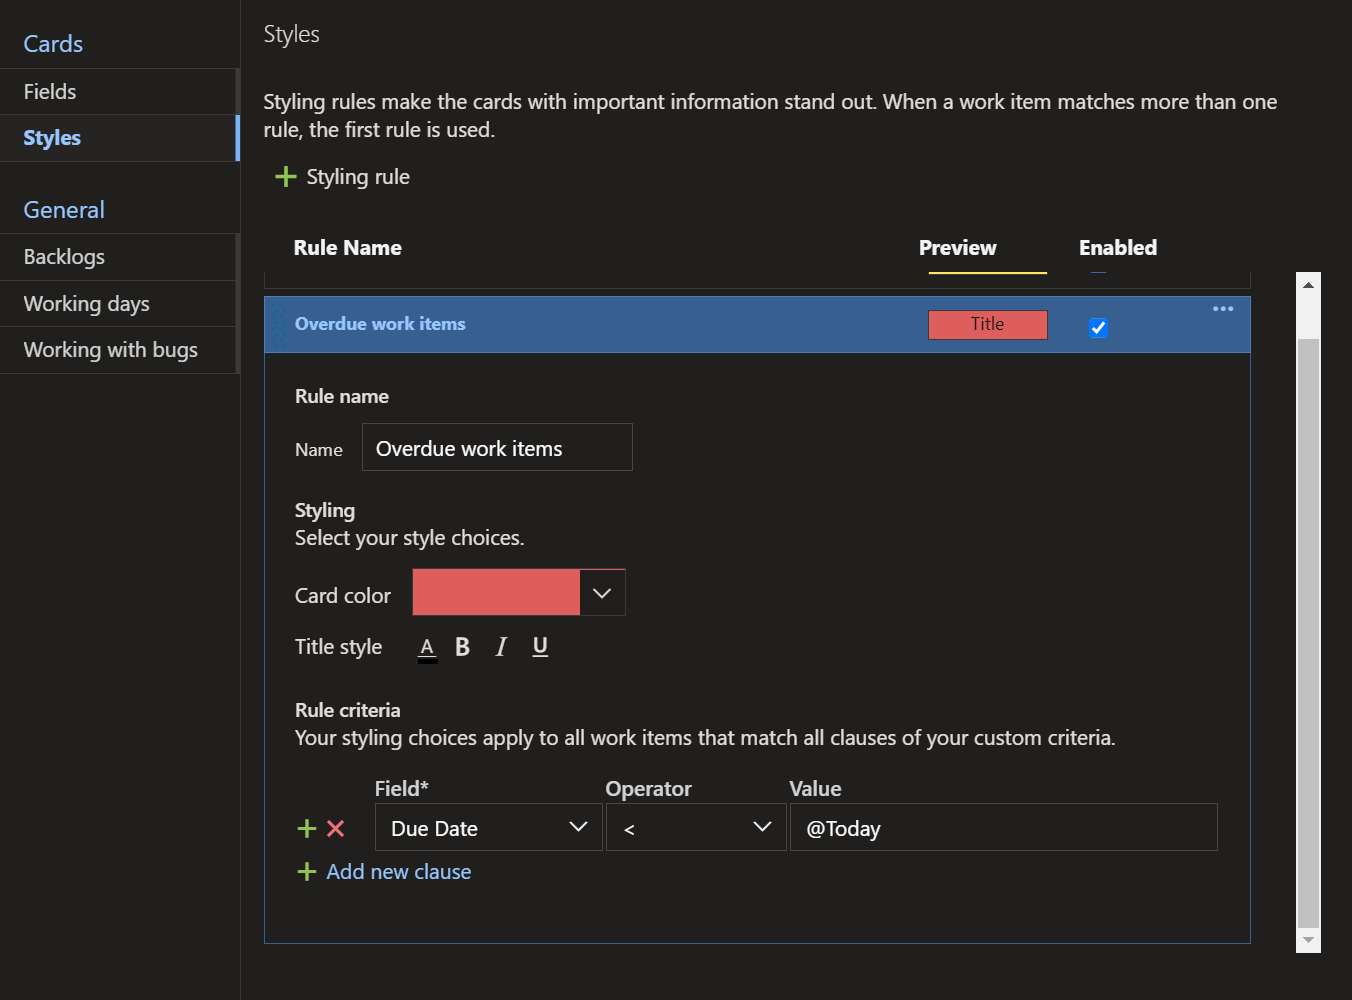 Cards
Fields
Styles
General
Backlogs
Working days
Working with bugs
Styles
Styling rules make the cards with important information stand out. When a work item matches more than one
rule, the first rule is used.
Styling rule
Rule Name Preview Enabled
Overdue work items Title
Rule name
Name Overdue work items
Styling
Select your style choices.
Card color
Title style A B I U
Rule criteria
Your styling choices apply to all work items that match all clauses of your custom criteria.
Field* Operator Value
Due Date < @Today
Add new clause